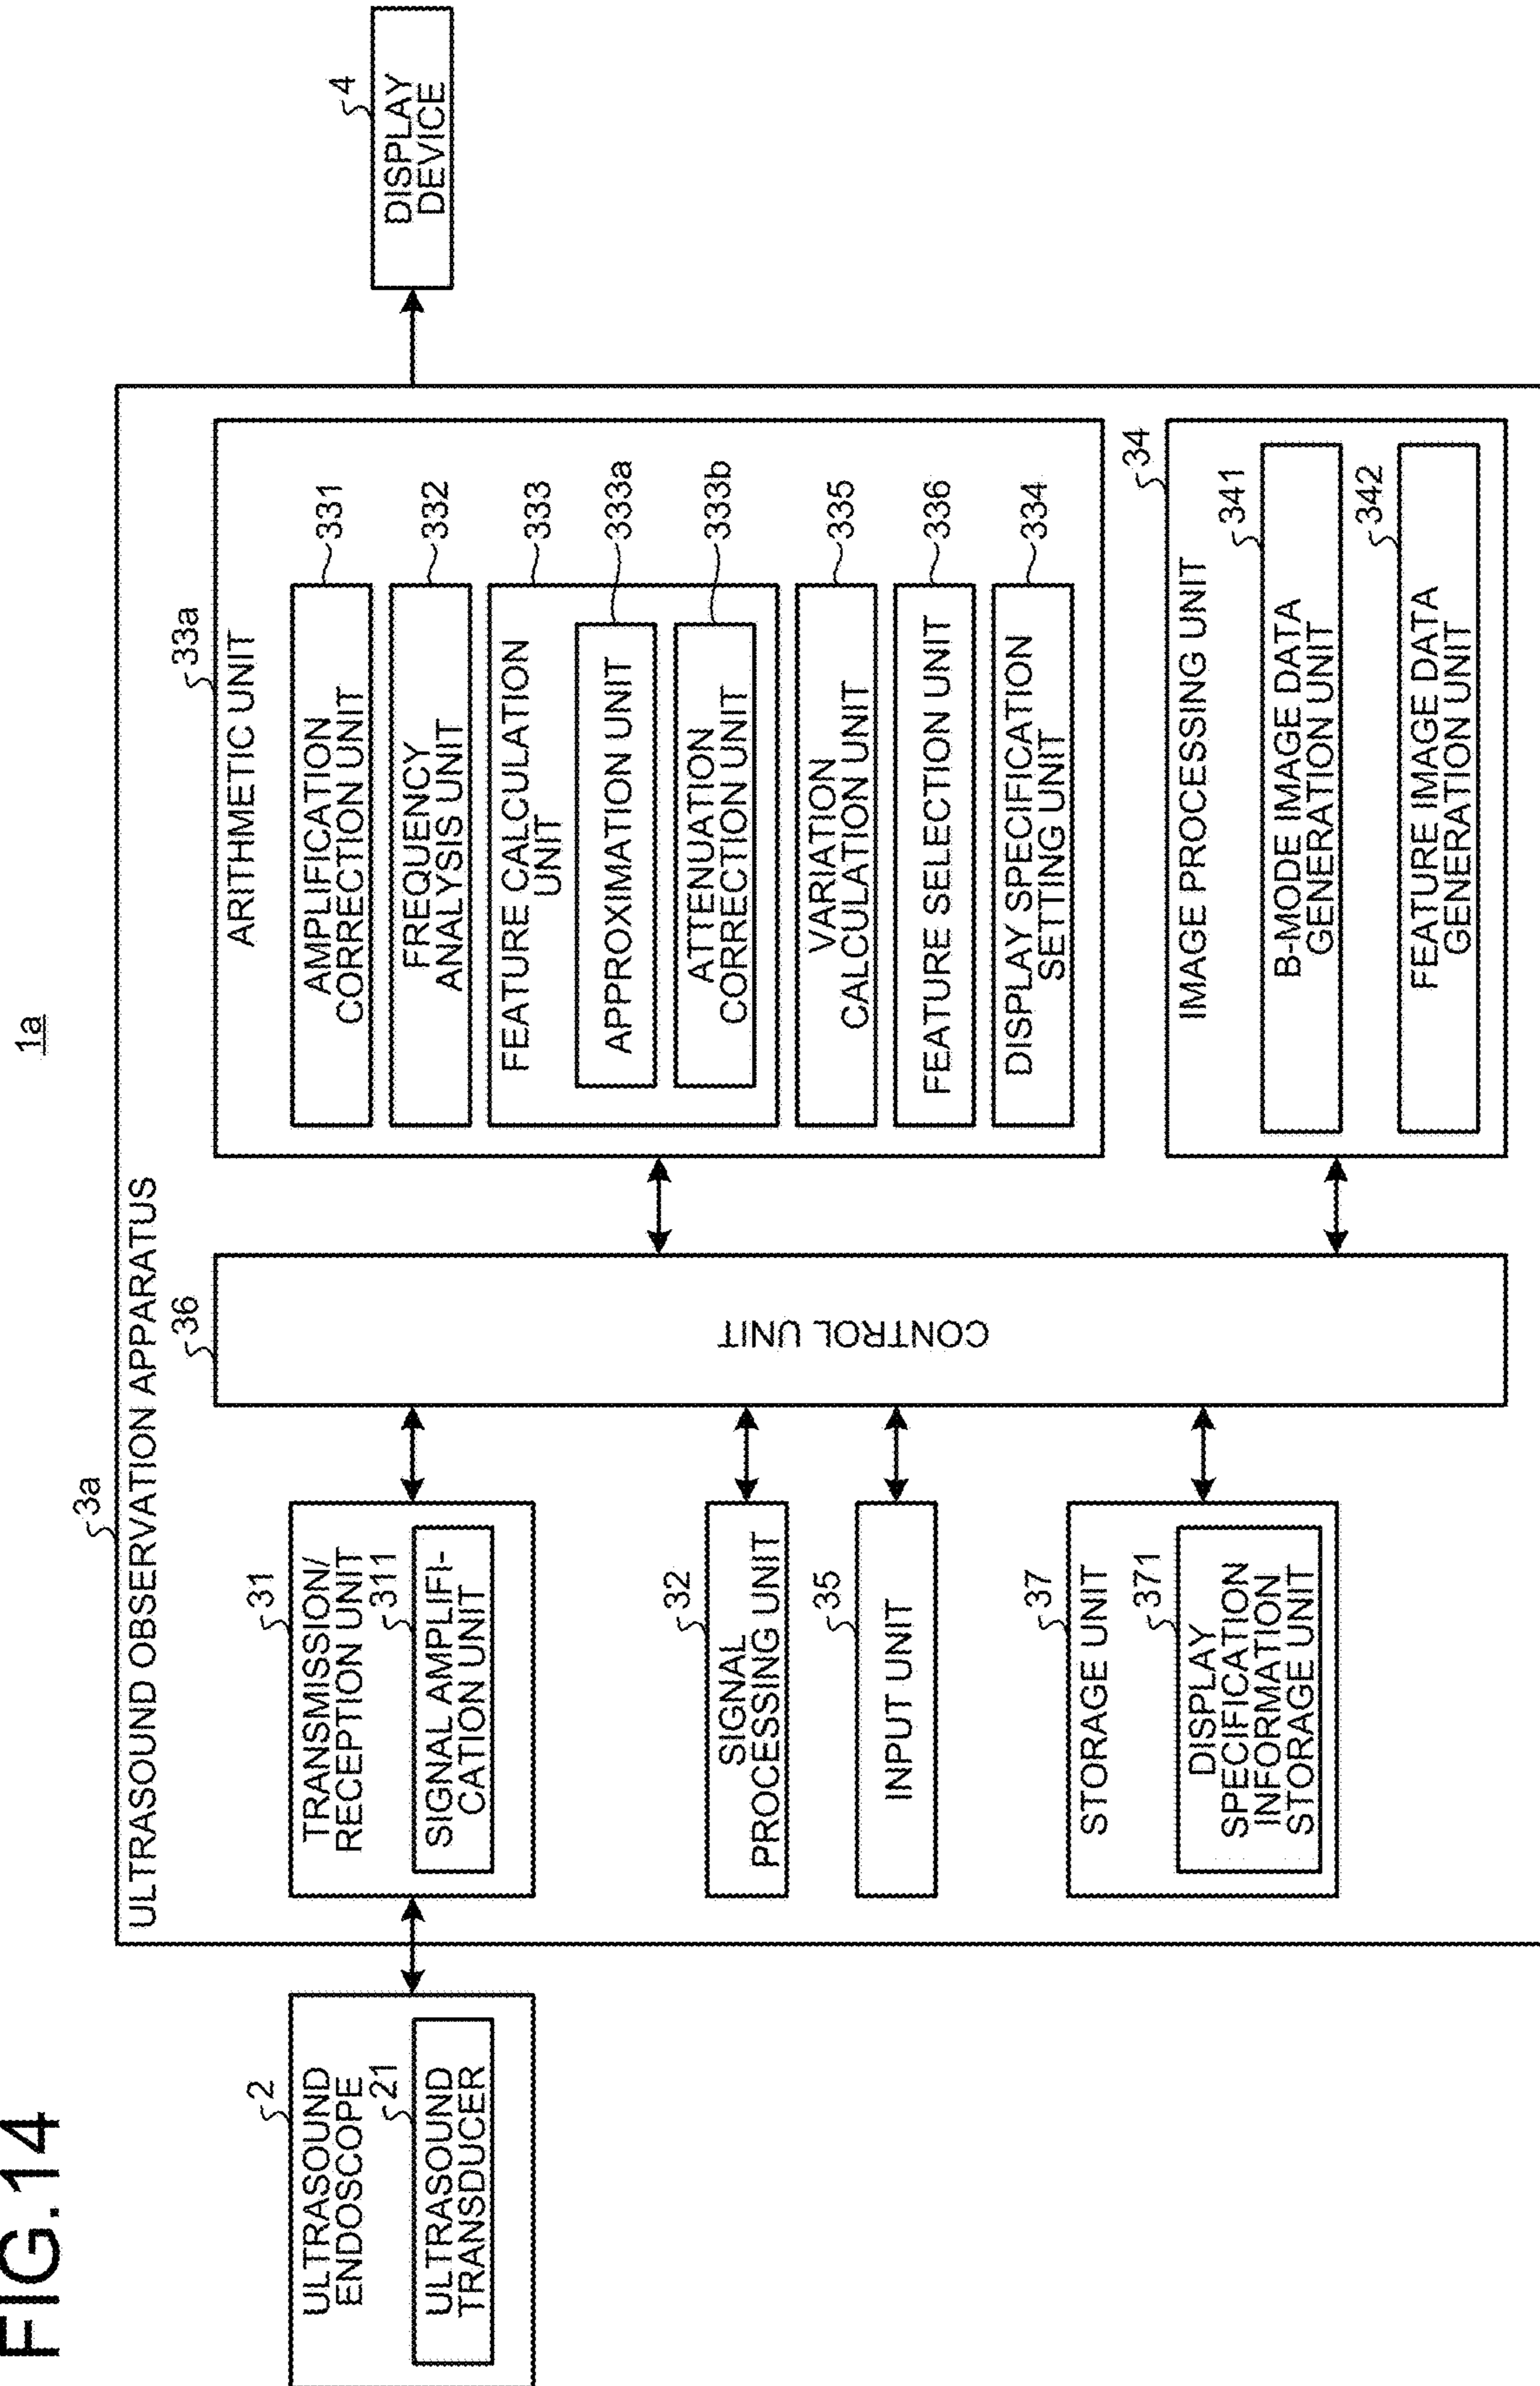 FIG.14
1a
3a
ULTRASOUND OBSERVATION APPARATUS
2
ULTRASOUND
ENDOSCOPE
21
ULTRASOUND
TRANSDUCER
31
TRANSMISSION/
RECEPTION UNIT
311
SIGNAL AMPLIFI-
CATION UNIT
32
SIGNAL
PROCESSING UNIT
35
INPUT UNIT
37
STORAGE UNIT
371
DISPLAY
SPECIFICATION
INFORMATION
STORAGE UNIT
36
CONTROL UNIT
33a
ARITHMETIC UNIT
AMPLIFICATION
CORRECTION UNIT
331
FREQUENCY
ANALYSIS UNIT
332
FEATURE CALCULATION
UNIT
333
APPROXIMATION UNIT
333a
ATTENUATION
CORRECTION UNIT
333b
VARIATION
CALCULATION UNIT
335
FEATURE SELECTION UNIT
336
DISPLAY SPECIFICATION
SETTING UNIT
334
34
IMAGE PROCESSING UNIT
341
B-MODE IMAGE DATA
GENERATION UNIT
342
FEATURE IMAGE DATA
GENERATION UNIT
4
DISPLAY
DEVICE